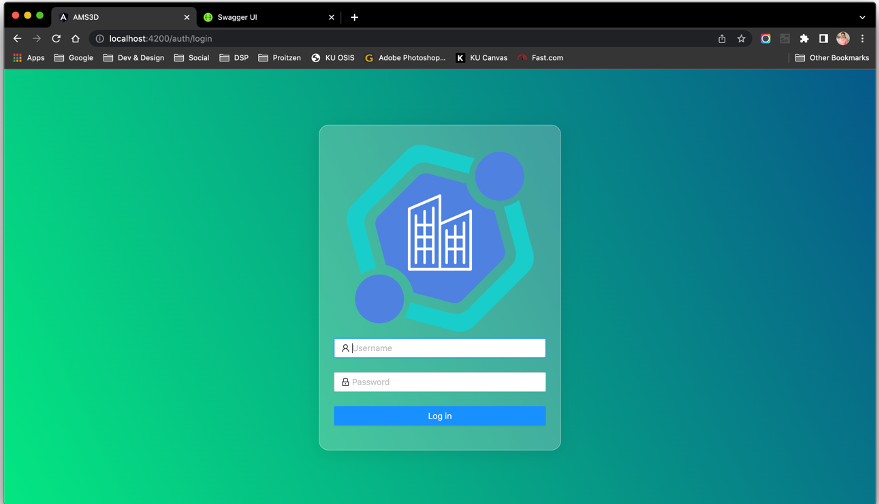 AMS3D
Swagger UI
localhost:4200/auth/login
Apps Google Dev & Design Social DSP Proitzen KU OSIS Adobe Photoshop... KU Canvas Fast.com Other Bookmarks
Username
Password
Log in